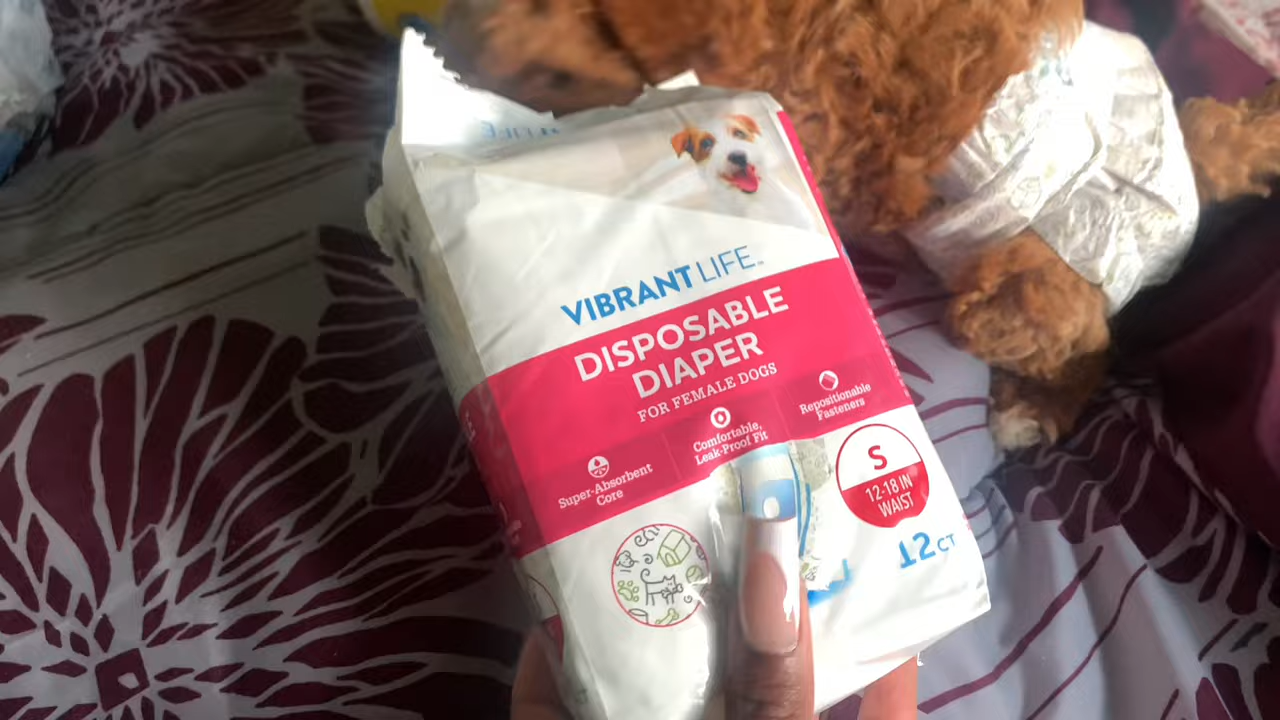 VIBRANT LIFE™
DISPOSABLE
DIAPER
FOR FEMALE DOGS
Super-Absorbent
Core
Comfortable,
Leak-Proof Fit
Repositionable
Fasteners
S
12-18 IN
WAIST
12 CT